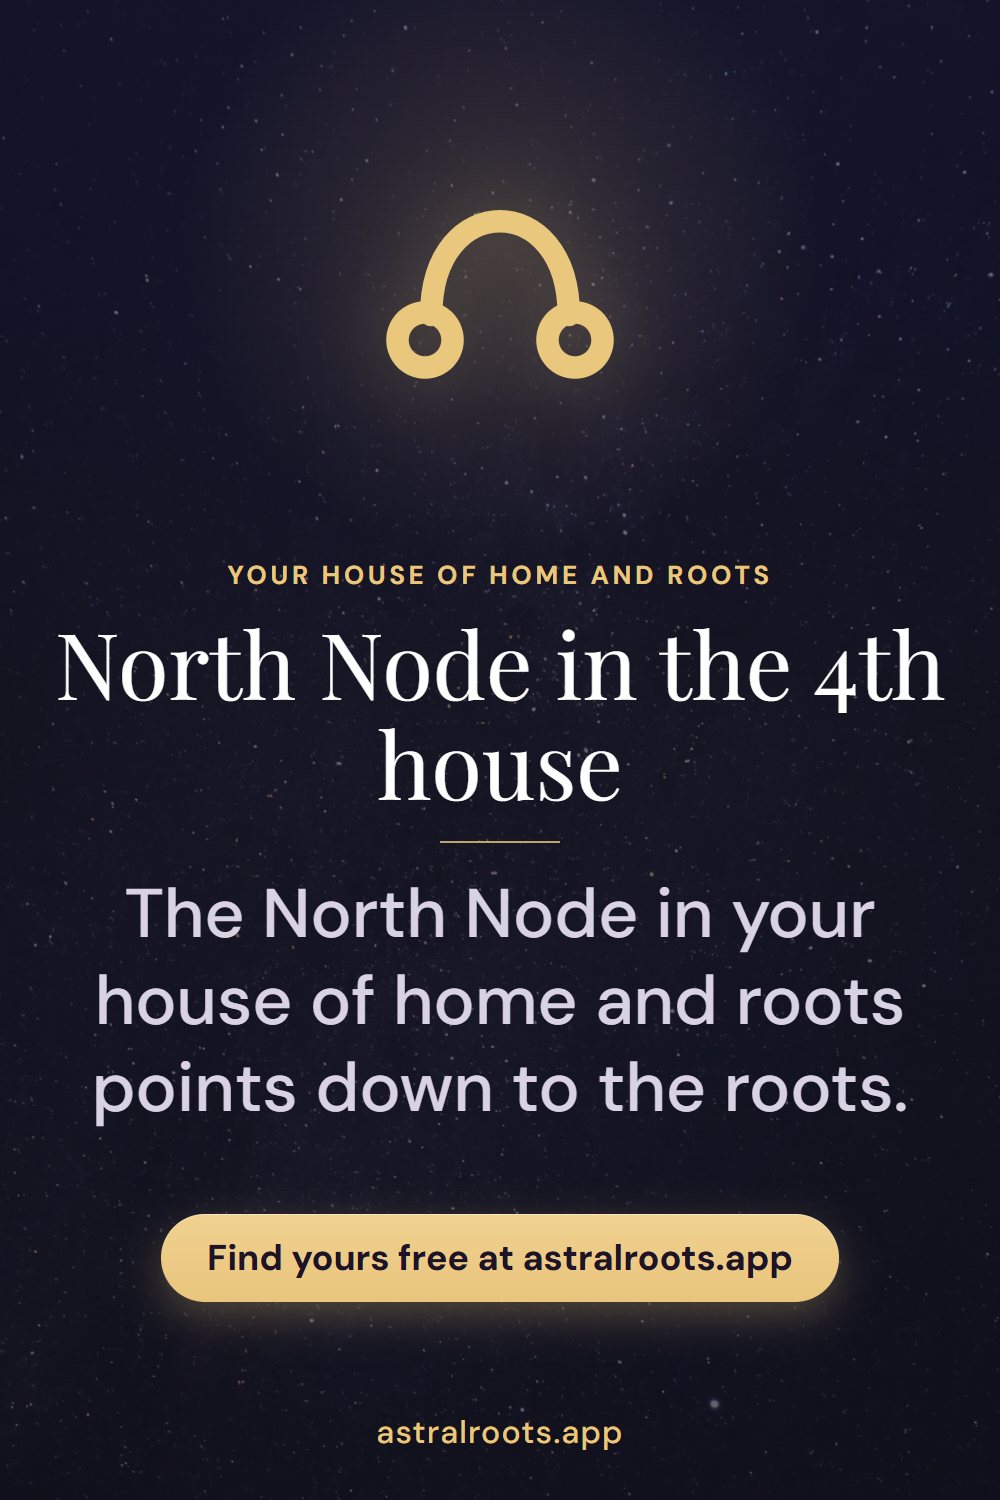 YOUR HOUSE OF HOME AND ROOTS
North Node in the 4th
house
The North Node in your
house of home and roots
points down to the roots.
Find yours free at astralroots.app
astralroots.app